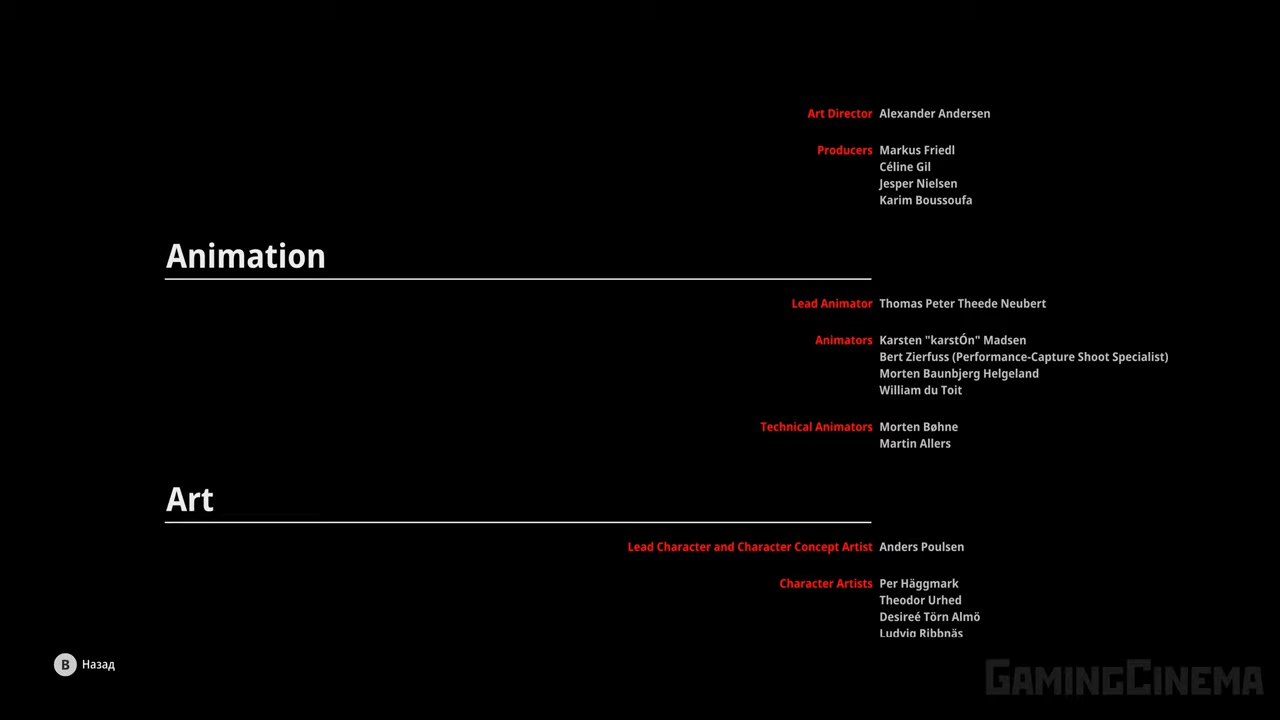 Art Director Alexander Andersen
Producers Markus Friedl
Céline Gil
Jesper Nielsen
Karim Boussoufa
Animation
Lead Animator Thomas Peter Theede Neubert
Animators Karsten "karstÓn" Madsen
Bert Zierfuss (Performance-Capture Shoot Specialist)
Morten Baunbjerg Helgeland
William du Toit
Technical Animators Morten Bøhne
Martin Allers
Art
Lead Character and Character Concept Artist Anders Poulsen
Character Artists Per Häggmark
Theodor Urhed
Desireé Törn Almö
Ludvig Ribbnäs
B Назад
GAMINGCINEMA